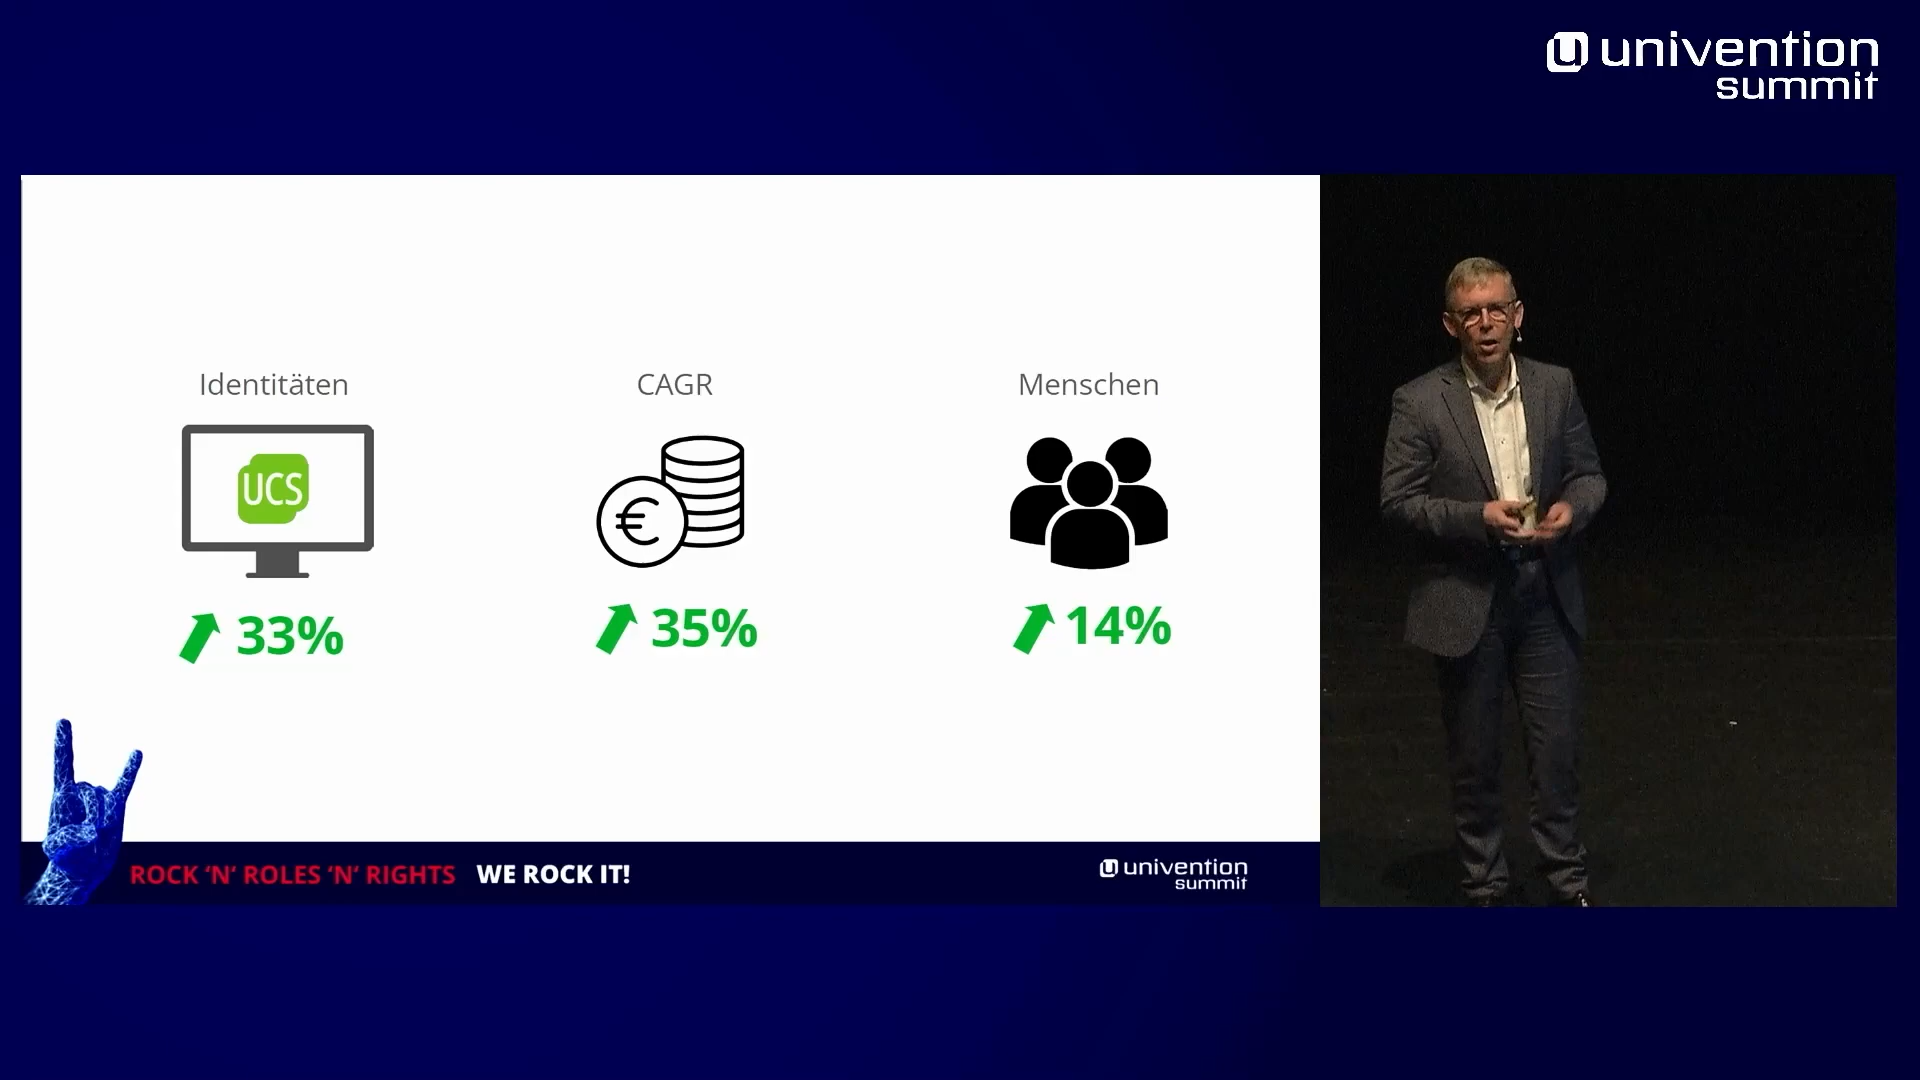 univention
summit
Identitäten
CAGR
Menschen
UCS
€
33%
35%
14%
ROCK ‘N‘ ROLES ‘N‘ RIGHTS WE ROCK IT!
univention
summit